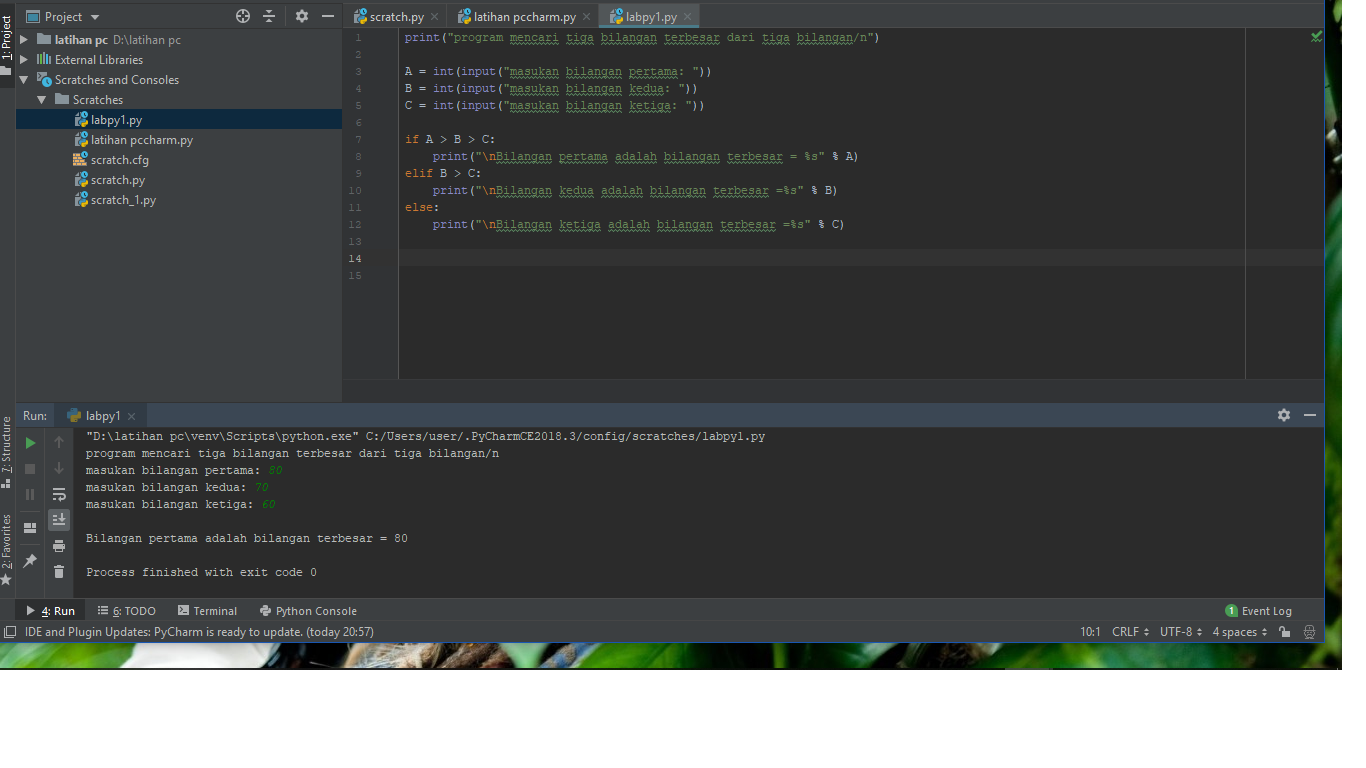 1: Project
Project
scratch.py
latihan pccharm.py
labpy1.py
latihan pc D:\latihan pc
External Libraries
Scratches and Consoles
Scratches
labpy1.py
latihan pccharm.py
scratch.cfg
scratch.py
scratch_1.py
1 print("program mencari tiga bilangan terbesar dari tiga bilangan/n")
2
3 A = int(input("masukan bilangan pertama: "))
4 B = int(input("masukan bilangan kedua: "))
5 C = int(input("masukan bilangan ketiga: "))
6
7 if A > B > C:
8     print("\nBilangan pertama adalah bilangan terbesar = %s" % A)
9 elif B > C:
10     print("\nBilangan kedua adalah bilangan terbesar =%s" % B)
11 else:
12     print("\nBilangan ketiga adalah bilangan terbesar =%s" % C)
13
14
15
7: Structure
2: Favorites
Run: labpy1
"D:\latihan pc\venv\Scripts\python.exe" C:/Users/user/.PyCharmCE2018.3/config/scratches/labpy1.py
program mencari tiga bilangan terbesar dari tiga bilangan/n
masukan bilangan pertama: 80
masukan bilangan kedua: 70
masukan bilangan ketiga: 60
Bilangan pertama adalah bilangan terbesar = 80
Process finished with exit code 0
4: Run 6: TODO Terminal Python Console 1 Event Log
IDE and Plugin Updates: PyCharm is ready to update. (today 20:57) 10:1 CRLF UTF-8 4 spaces